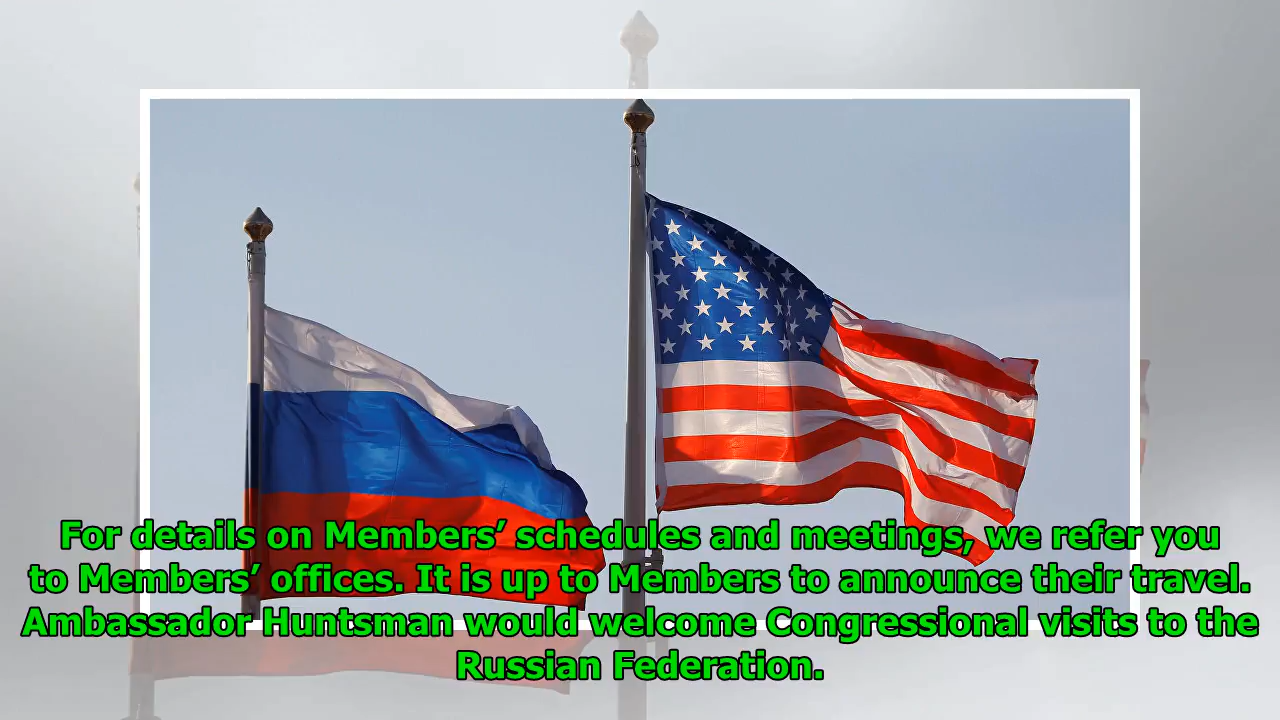 For details on Members’ schedules and meetings, we refer you
to Members’ offices. It is up to Members to announce their travel.
Ambassador Huntsman would welcome Congressional visits to the
Russian Federation.